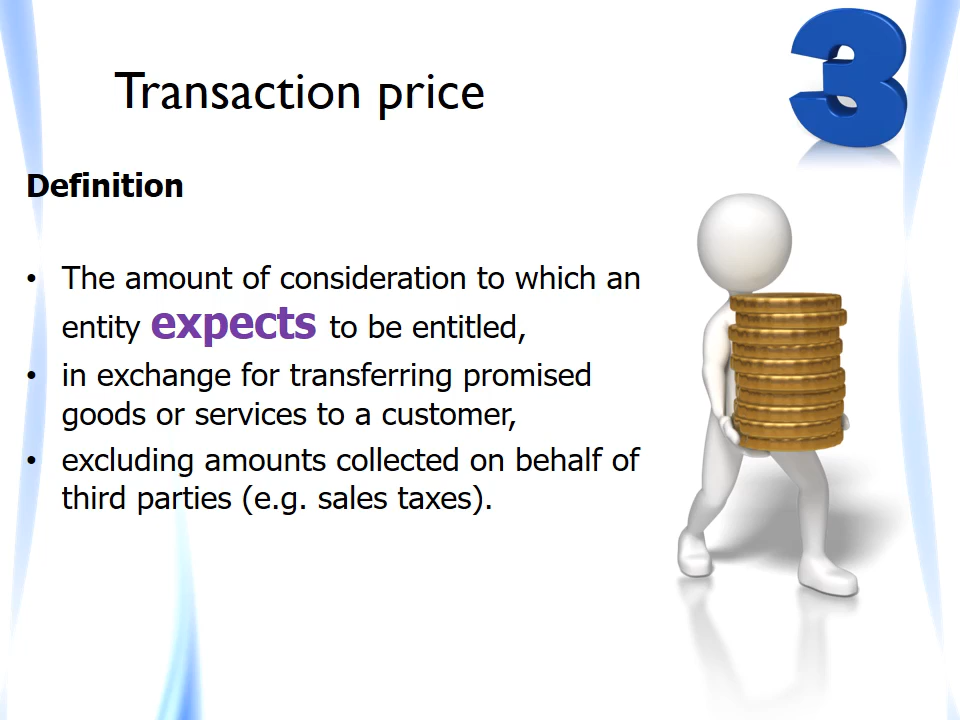 3
Transaction price
Definition
• The amount of consideration to which an
entity expects to be entitled,
• in exchange for transferring promised
goods or services to a customer,
• excluding amounts collected on behalf of
third parties (e.g. sales taxes).